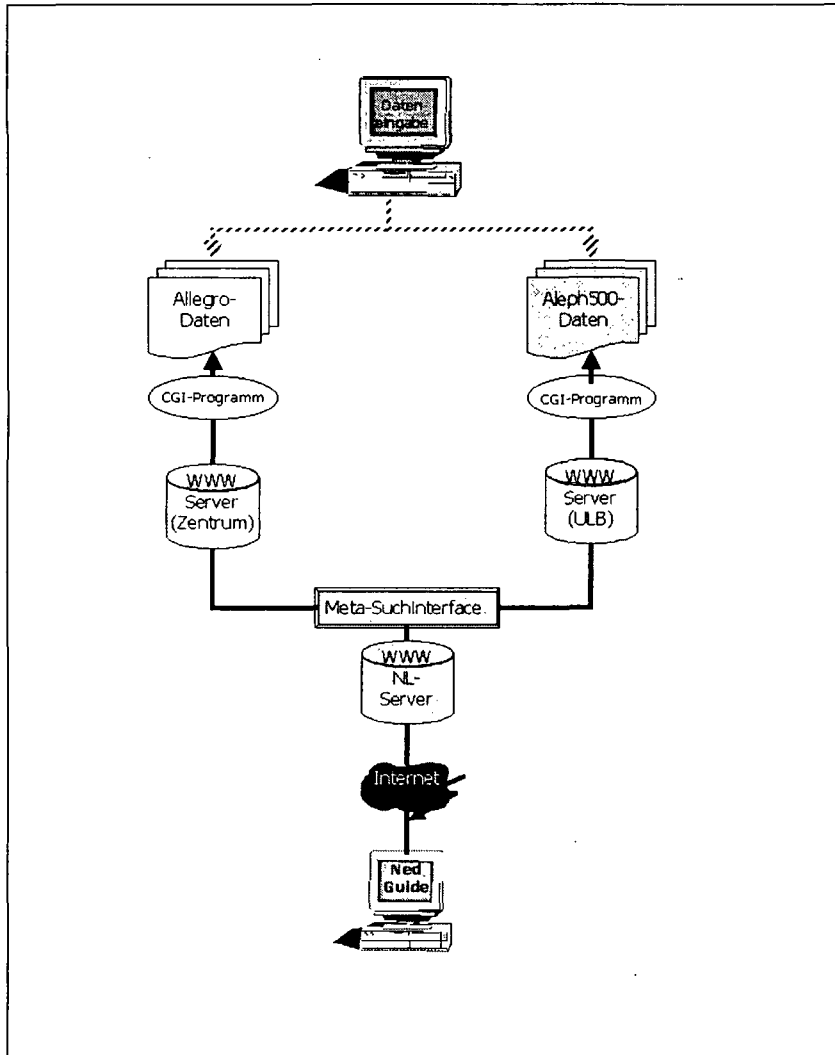 Daten
eingabe
Allegro-
Daten
Aleph500-
Daten
CGI-Programm
CGI-Programm
WWW
Server
(Zentrum)
WWW
Server
(ULB)
Meta-SuchInterface
WWW
NL-
Server
Internet
Ned
Guide